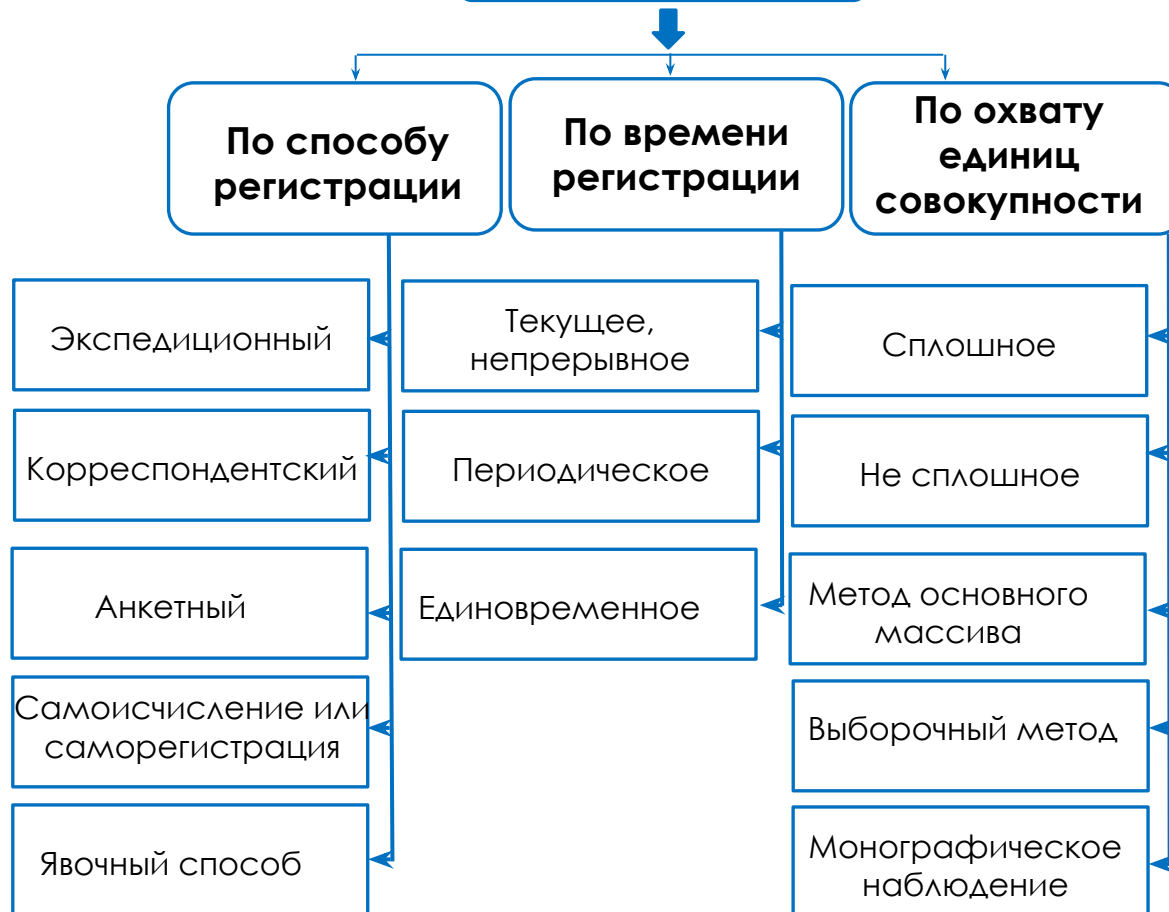 По способу
регистрации
По времени
регистрации
По охвату
единиц
совокупности
Экспедиционный
Корреспондентский
Анкетный
Самоисчисление или
саморегистрация
Явочный способ
Текущее,
непрерывное
Периодическое
Единовременное
Сплошное
Не сплошное
Метод основного
массива
Выборочный метод
Монографическое
наблюдение